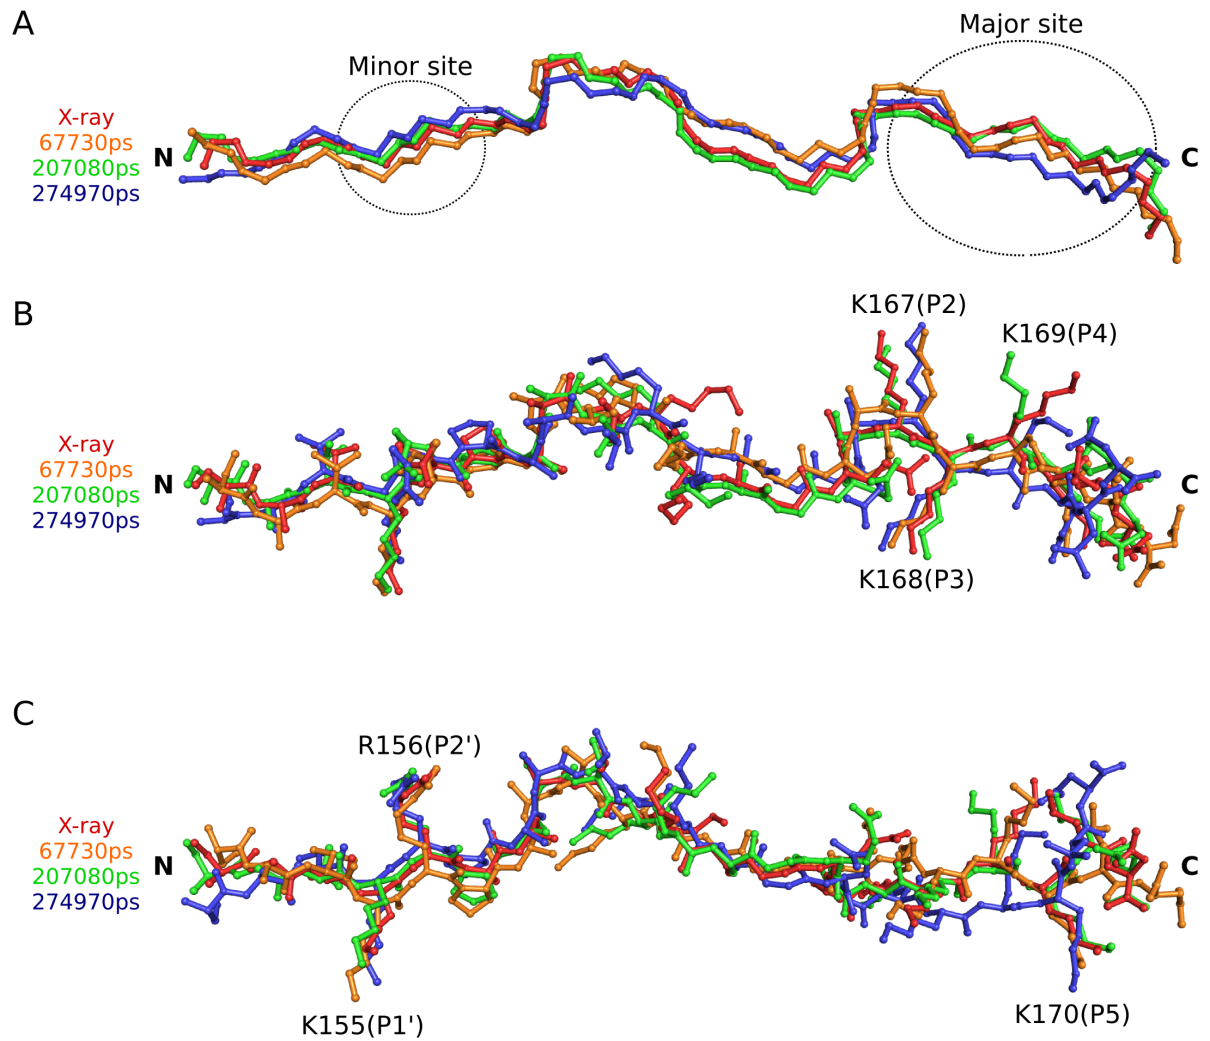 A
Major site
Minor site
X-ray
67730ps
207080ps
274970ps
N
C
B
K167(P2)
K169(P4)
X-ray
67730ps
207080ps
274970ps
N
C
K168(P3)
C
R156(P2')
X-ray
67730ps
207080ps
274970ps
N
C
K155(P1')
K170(P5)